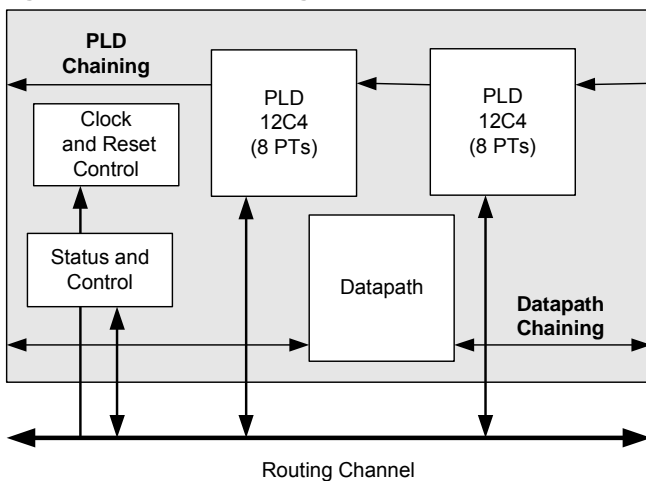 PLD
Chaining
PLD
12C4
(8 PTs)
PLD
12C4
(8 PTs)
Clock
and Reset
Control
Status and
Control
Datapath
Datapath
Chaining
Routing Channel